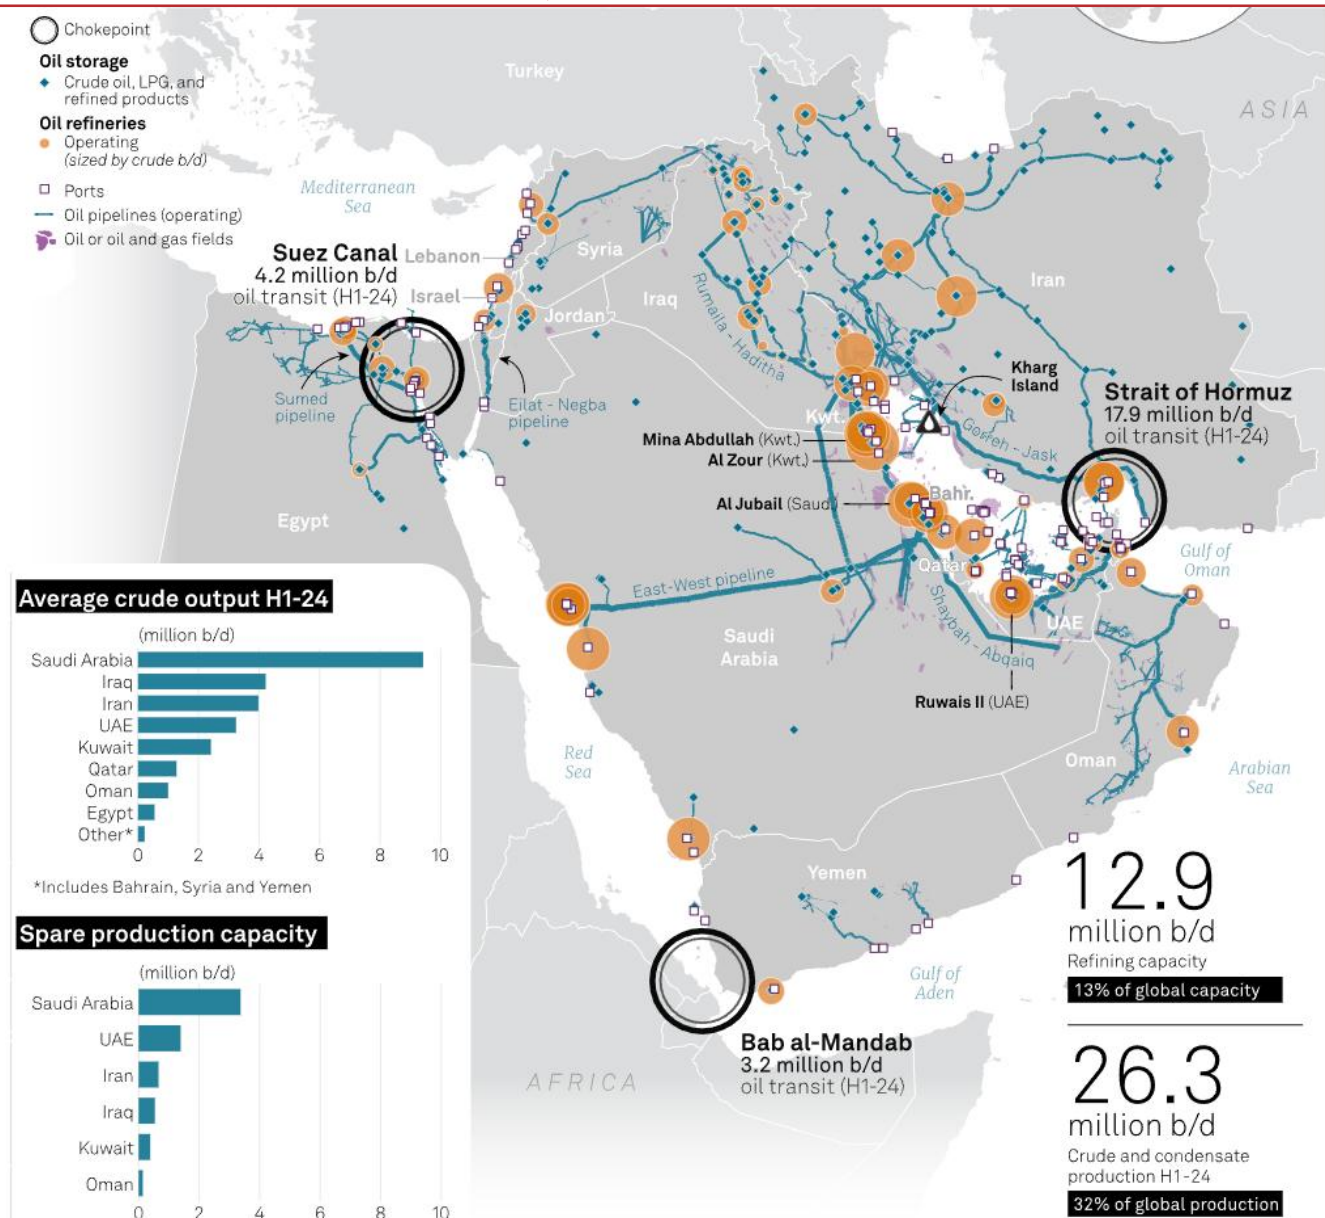 Chokepoint
Oil storage
Crude oil, LPG, and
refined products
Oil refineries
Operating
(sized by crude b/d)
Ports
Oil pipelines (operating)
Oil or oil and gas fields
Turkey
ASIA
Mediterranean
Sea
Suez Canal
4.2 million b/d
oil transit (H1-24)
Lebanon
Israel
Syria
Jordan
Iraq
Iran
Rumaila - Haditha
Sumed
pipeline
Eilat - Negba
pipeline
Kharg
Island
Strait of Hormuz
17.9 million b/d
oil transit (H1-24)
Kwt.
Goreh - Jask
Mina Abdullah (Kwt.)
Al Zour (Kwt.)
Al Jubail (Saud)
Bahr.
Egypt
Gulf of
Oman
Qatar
East-West pipeline
Shaybah - Abqaiq
UAE
Saudi
Arabia
Ruwais II (UAE)
Red
Sea
Oman
Arabian
Sea
Yemen
Gulf of
Aden
Bab al-Mandab
3.2 million b/d
oil transit (H1-24)
AFRICA
Average crude output H1-24
(million b/d)
Saudi Arabia
Iraq
Iran
UAE
Kuwait
Qatar
Oman
Egypt
Other*
0 2 4 6 8 10
*Includes Bahrain, Syria and Yemen
Spare production capacity
(million b/d)
Saudi Arabia
UAE
Iran
Iraq
Kuwait
Oman
0 2 4 6 8 10
12.9
million b/d
Refining capacity
13% of global capacity
26.3
million b/d
Crude and condensate
production H1-24
32% of global production